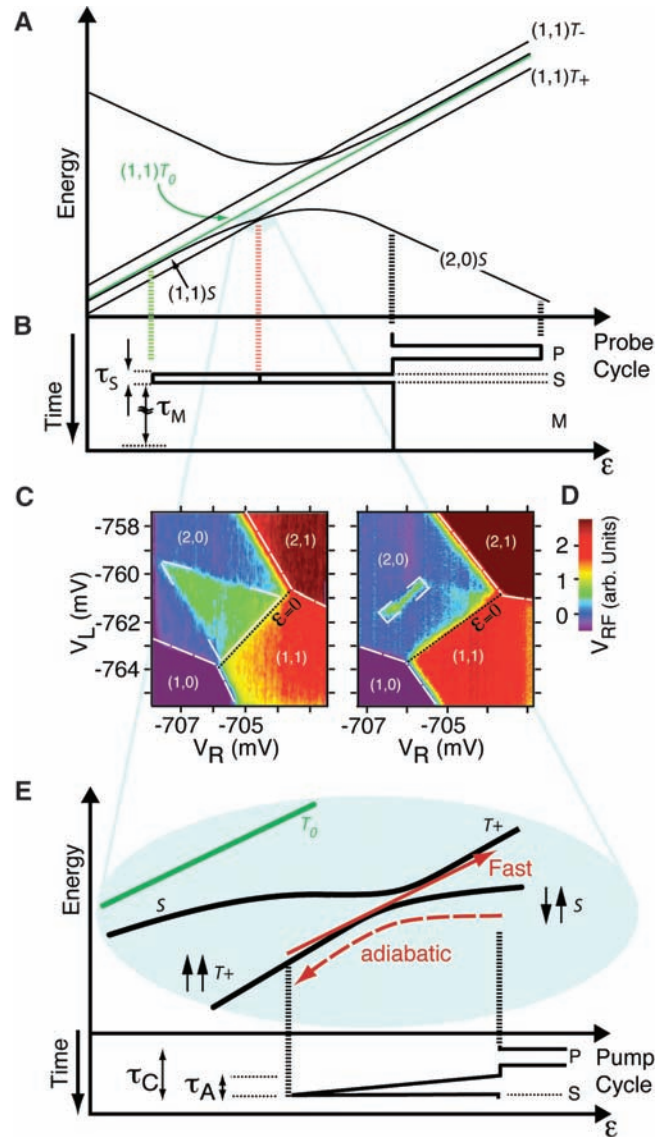 A
(1,1)T-
(1,1)T+
(1,1)T0
Energy
(2,0)S
(1,1)S
B
P
Probe
Cycle
τS
S
≈τM
M
Time
ε
C
D
-758
-760
-762
-764
VL (mV)
(2,0)
(2,1)
ε=0
(1,0)
(1,1)
-707
-705
VR (mV)
(2,0)
(2,1)
ε=0
(1,0)
(1,1)
-707
-705
VR (mV)
2
1
0
VRF (arb. Units)
E
T0
T+
Fast
Energy
S
↓↑ S
adiabatic
↑↑ T+
Time
τC
τA
P
Pump
Cycle
S
ε